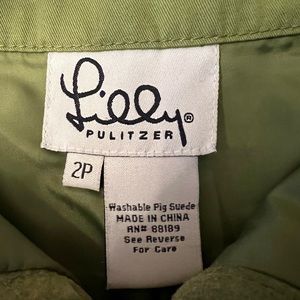 Lilly®
PULITZER
2P
Washable Pig Suede
MADE IN CHINA
RN# 88189
See Reverse
For Care